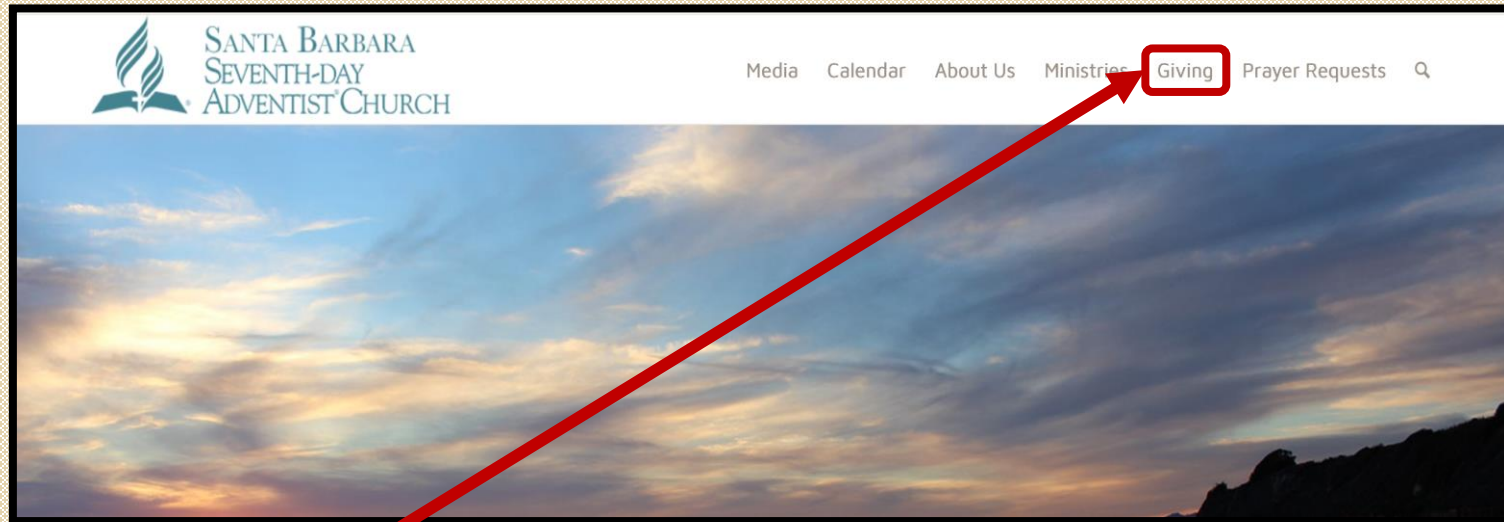 SANTA BARBARA
SEVENTH-DAY
ADVENTIST® CHURCH
Media Calendar About Us Ministries Giving Prayer Requests